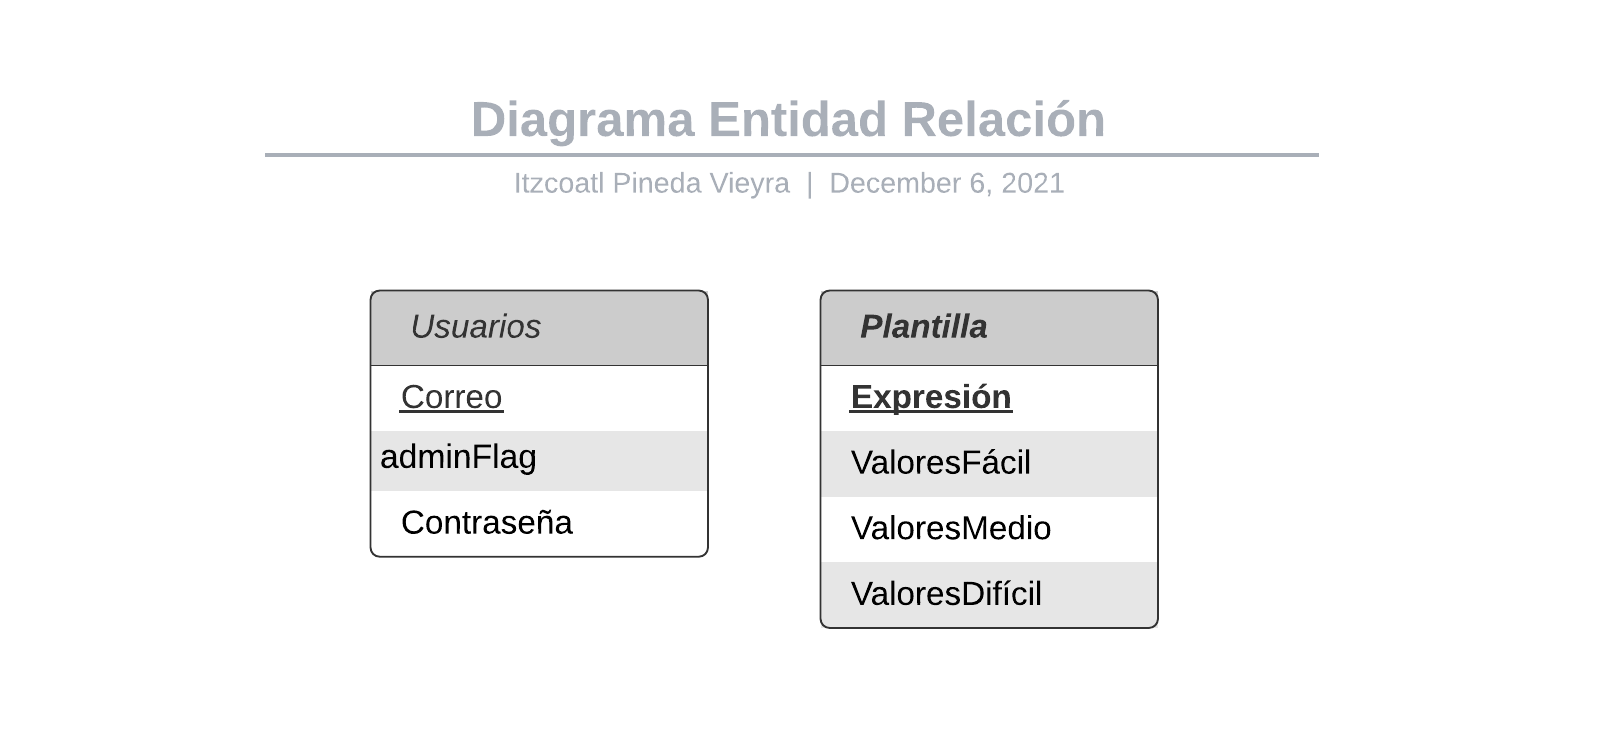 Diagrama Entidad Relación
Itzcoatl Pineda Vieyra | December 6, 2021
Usuarios
Correo
adminFlag
Contraseña
Plantilla
Expresión
ValoresFácil
ValoresMedio
ValoresDifícil